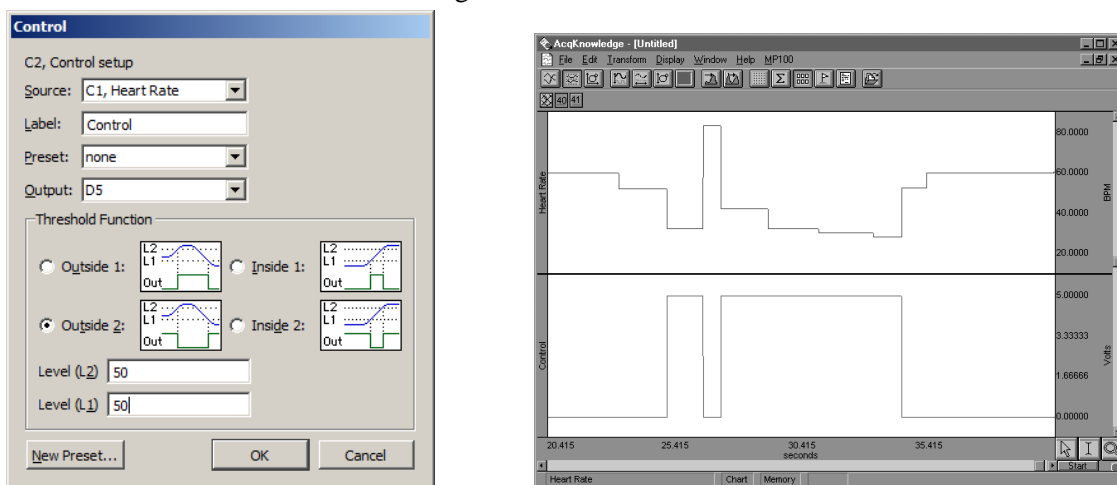 Control
C2, Control setup
Source: C1, Heart Rate
Label: Control
Preset: none
Output: D5
Threshold Function
Outside 1:
L2
L1
Out
Inside 1:
L2
L1
Out
Outside 2:
L2
L1
Out
Inside 2:
L2
L1
Out
Level (L2) 50
Level (L1) 50
New Preset... OK Cancel
AcqKnowledge - [Untitled]
File Edit Transform Display Window Help MP100
40 41
Heart Rate
80.0000
60.0000
40.0000
20.0000
BPM
Control
5.00000
3.33333
1.66666
0.00000
Volts
20.415 25.415 30.415 35.415
seconds
Start
Heart Rate Chart Memory